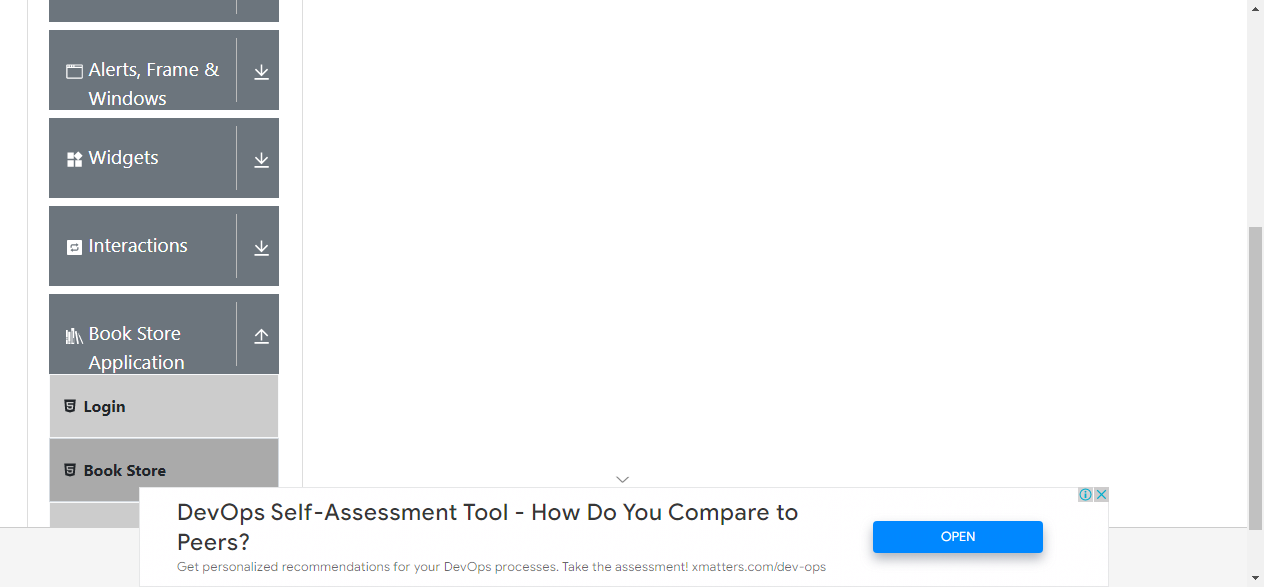 Alerts, Frame &
Windows
Widgets
Interactions
Book Store
Application
Login
Book Store
DevOps Self-Assessment Tool - How Do You Compare to
Peers?
Get personalized recommendations for your DevOps processes. Take the assessment! xmatters.com/dev-ops
OPEN